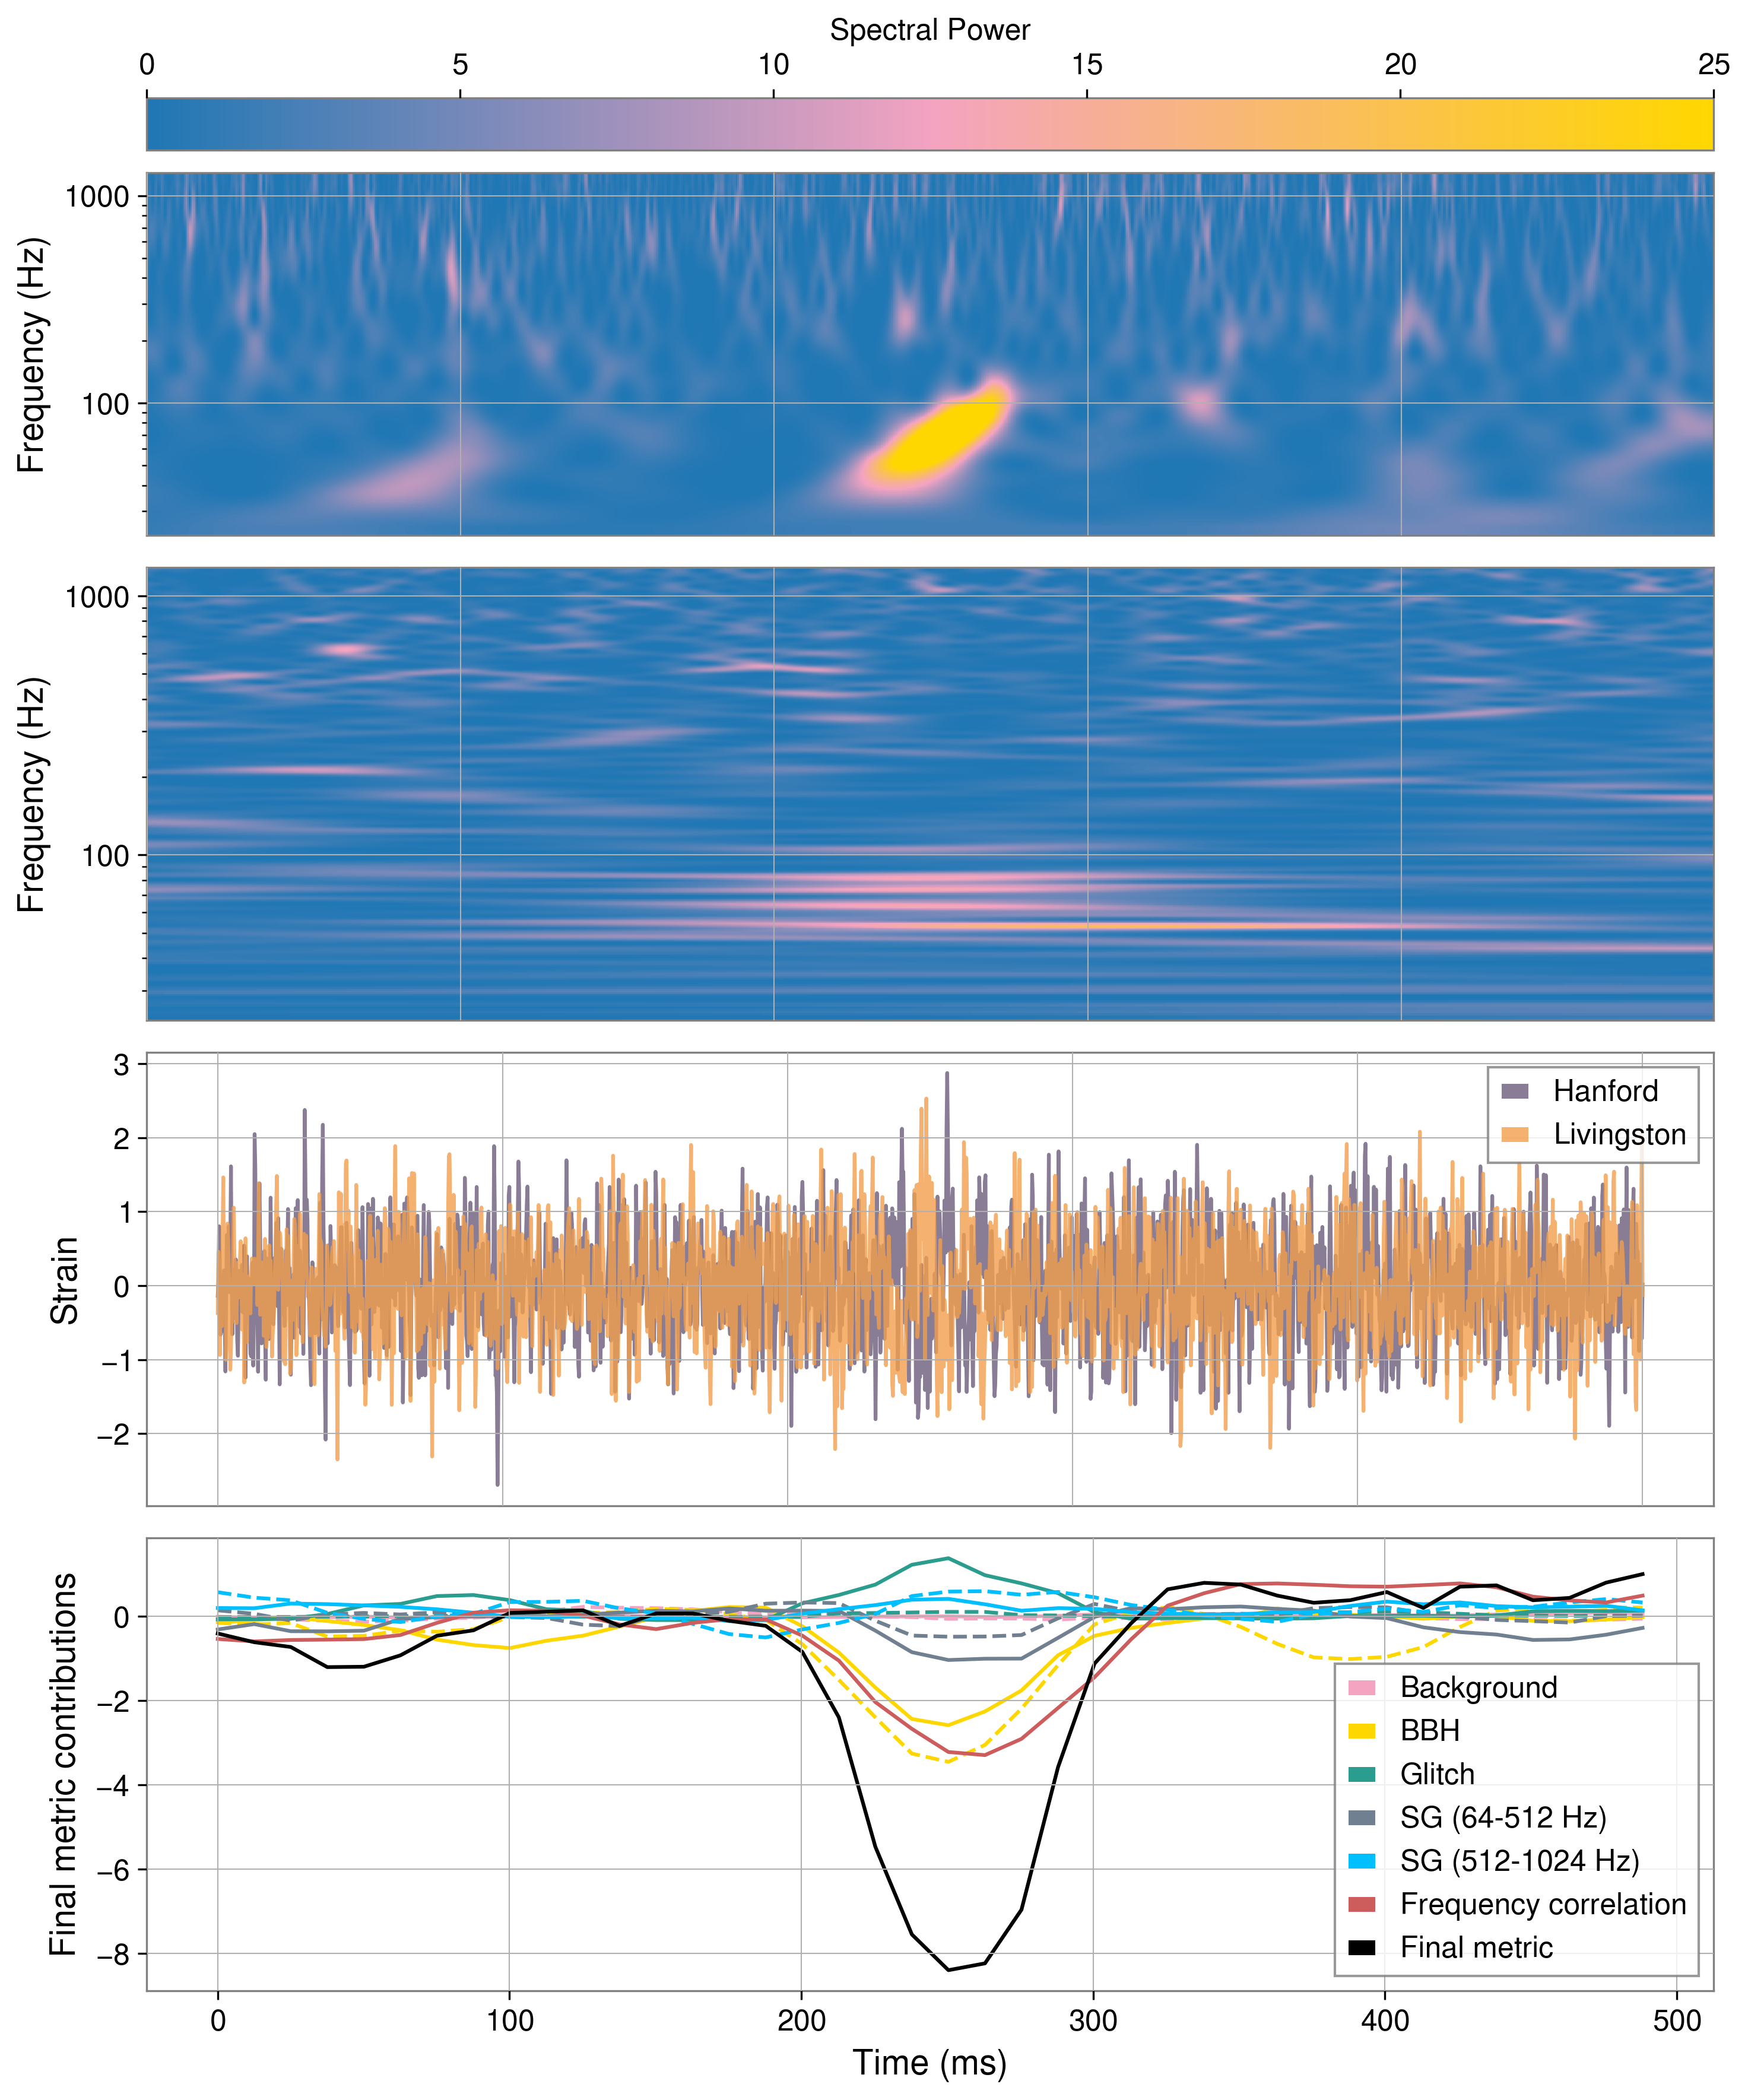 Spectral Power
0 5 10 15 20 25
1000
100
Frequency (Hz)
1000
100
Frequency (Hz)
3
2
1
0
−1
−2
Strain
Hanford
Livingston
0
−2
−4
−6
−8
Final metric contributions
Background
BBH
Glitch
SG (64-512 Hz)
SG (512-1024 Hz)
Frequency correlation
Final metric
0 100 200 300 400 500
Time (ms)